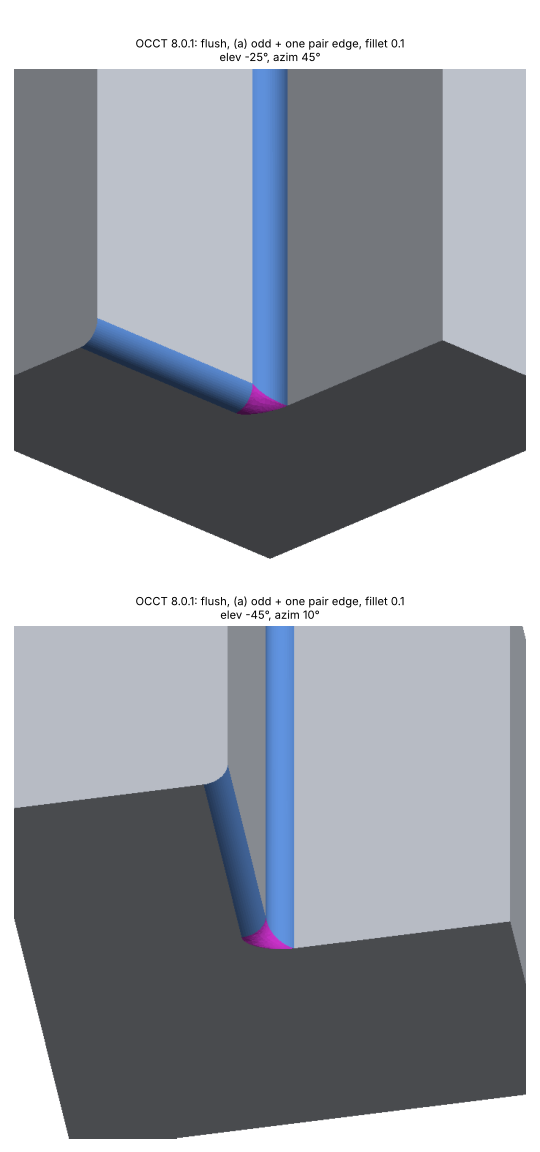 OCCT 8.0.1: flush, (a) odd + one pair edge, fillet 0.1
elev -25°, azim 45°
OCCT 8.0.1: flush, (a) odd + one pair edge, fillet 0.1
elev -45°, azim 10°